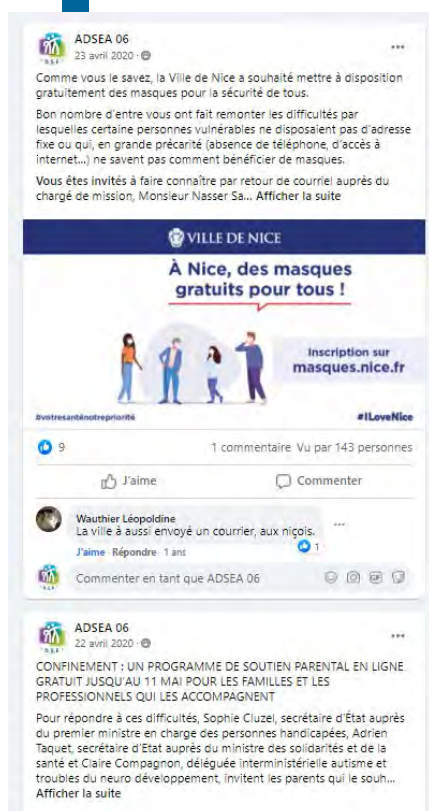 ADSEA 06
23 avril 2020
Comme vous le savez, la Ville de Nice a souhaité mettre à disposition
gratuitement des masques pour la sécurité de tous.
Bon nombre d'entre vous ont fait remonter les difficultés par
lesquelles certaine personnes vulnérables ne disposaient pas d'adresse
fixe ou qui, en grande précarité (absence de téléphone, d'accès à
internet...) ne savent pas comment bénéficier de masques.
Vous êtes invités à faire connaître par retour de courriel auprès du
chargé de mission, Monsieur Nasser Sa... Afficher la suite
VILLE DE NICE
À Nice, des masques
gratuits pour tous !
Inscription sur
masques.nice.fr
#votresanténotrepriorité
#ILoveNice
9
1 commentaire Vu par 143 personnes
J'aime
Commenter
Wauthier Léopoldine
La ville à aussi envoyé un courrier, aux niçois.
J'aime · Répondre · 1 ans
1
Commenter en tant que ADSEA 06
GIF
ADSEA 06
22 avril 2020
CONFINEMENT : UN PROGRAMME DE SOUTIEN PARENTAL EN LIGNE
GRATUIT JUSQU'AU 11 MAI POUR LES FAMILLES ET LES
PROFESSIONNELS QUI LES ACCOMPAGNENT
Pour répondre à ces difficultés, Sophie Cluzel, secrétaire d'État auprès
du premier ministre en charge des personnes handicapées, Adrien
Taquet, secrétaire d'Etat auprès du ministre des solidarités et de la
santé et Claire Compagnon, déléguée interministérielle autisme et
troubles du neuro développement, invitent les parents qui le souh...
Afficher la suite